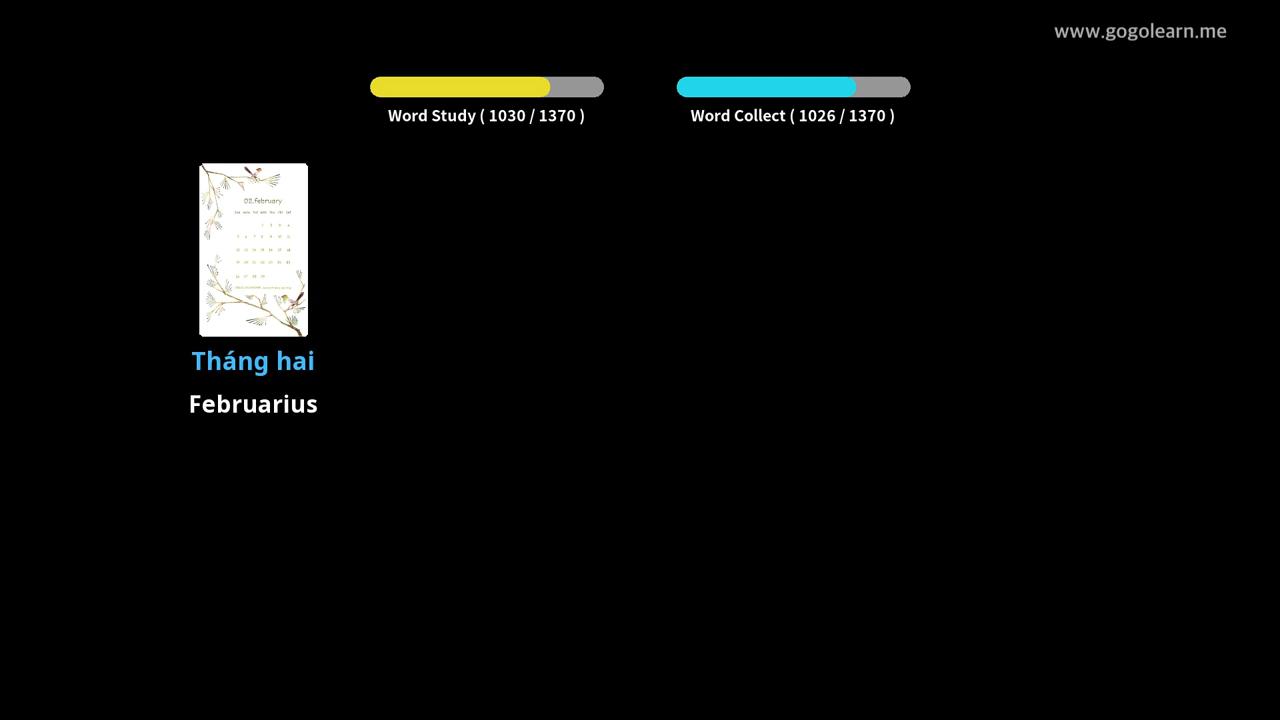 www.gogolearn.me
Word Study ( 1030 / 1370 )
Word Collect ( 1026 / 1370 )
02.february
Tháng hai
Februarius